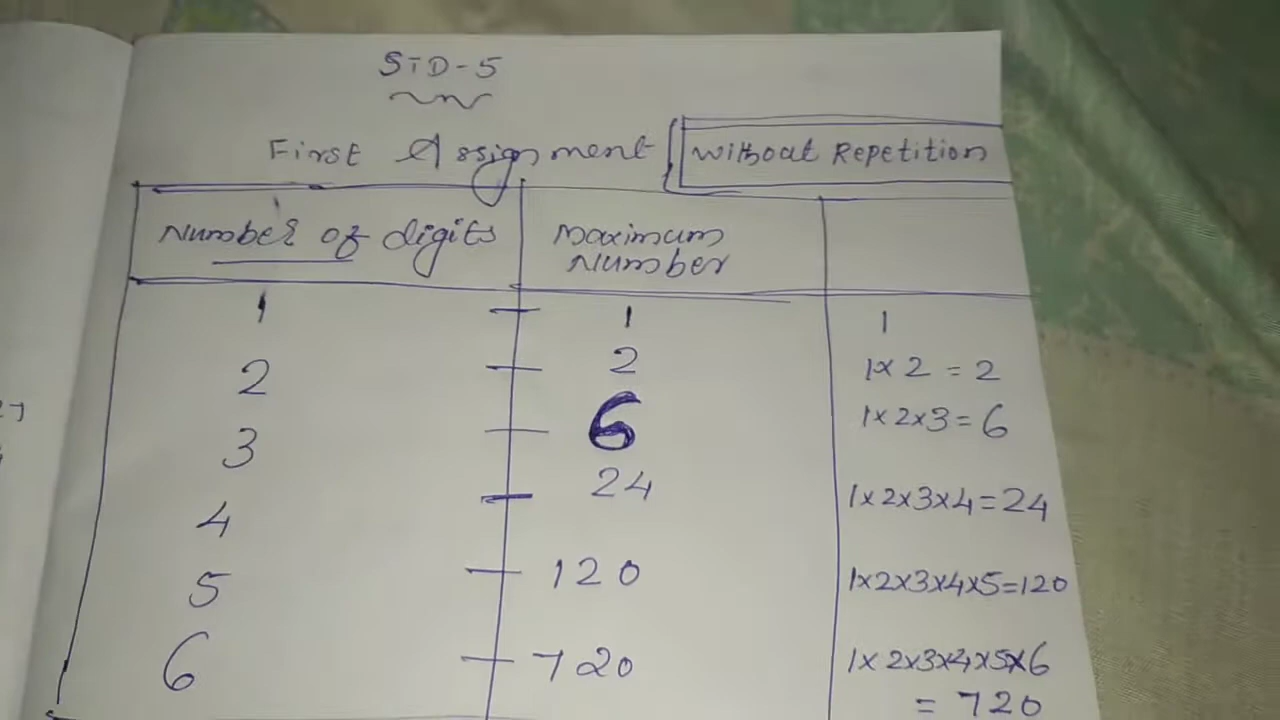 STD-5
First Assignment without Repetition
Number of digits Maximum Number
1 1 1
2 2 1x2=2
3 6 1x2x3=6
4 24 1x2x3x4=24
5 120 1x2x3x4x5=120
6 720 1x2x3x4x5x6
=720